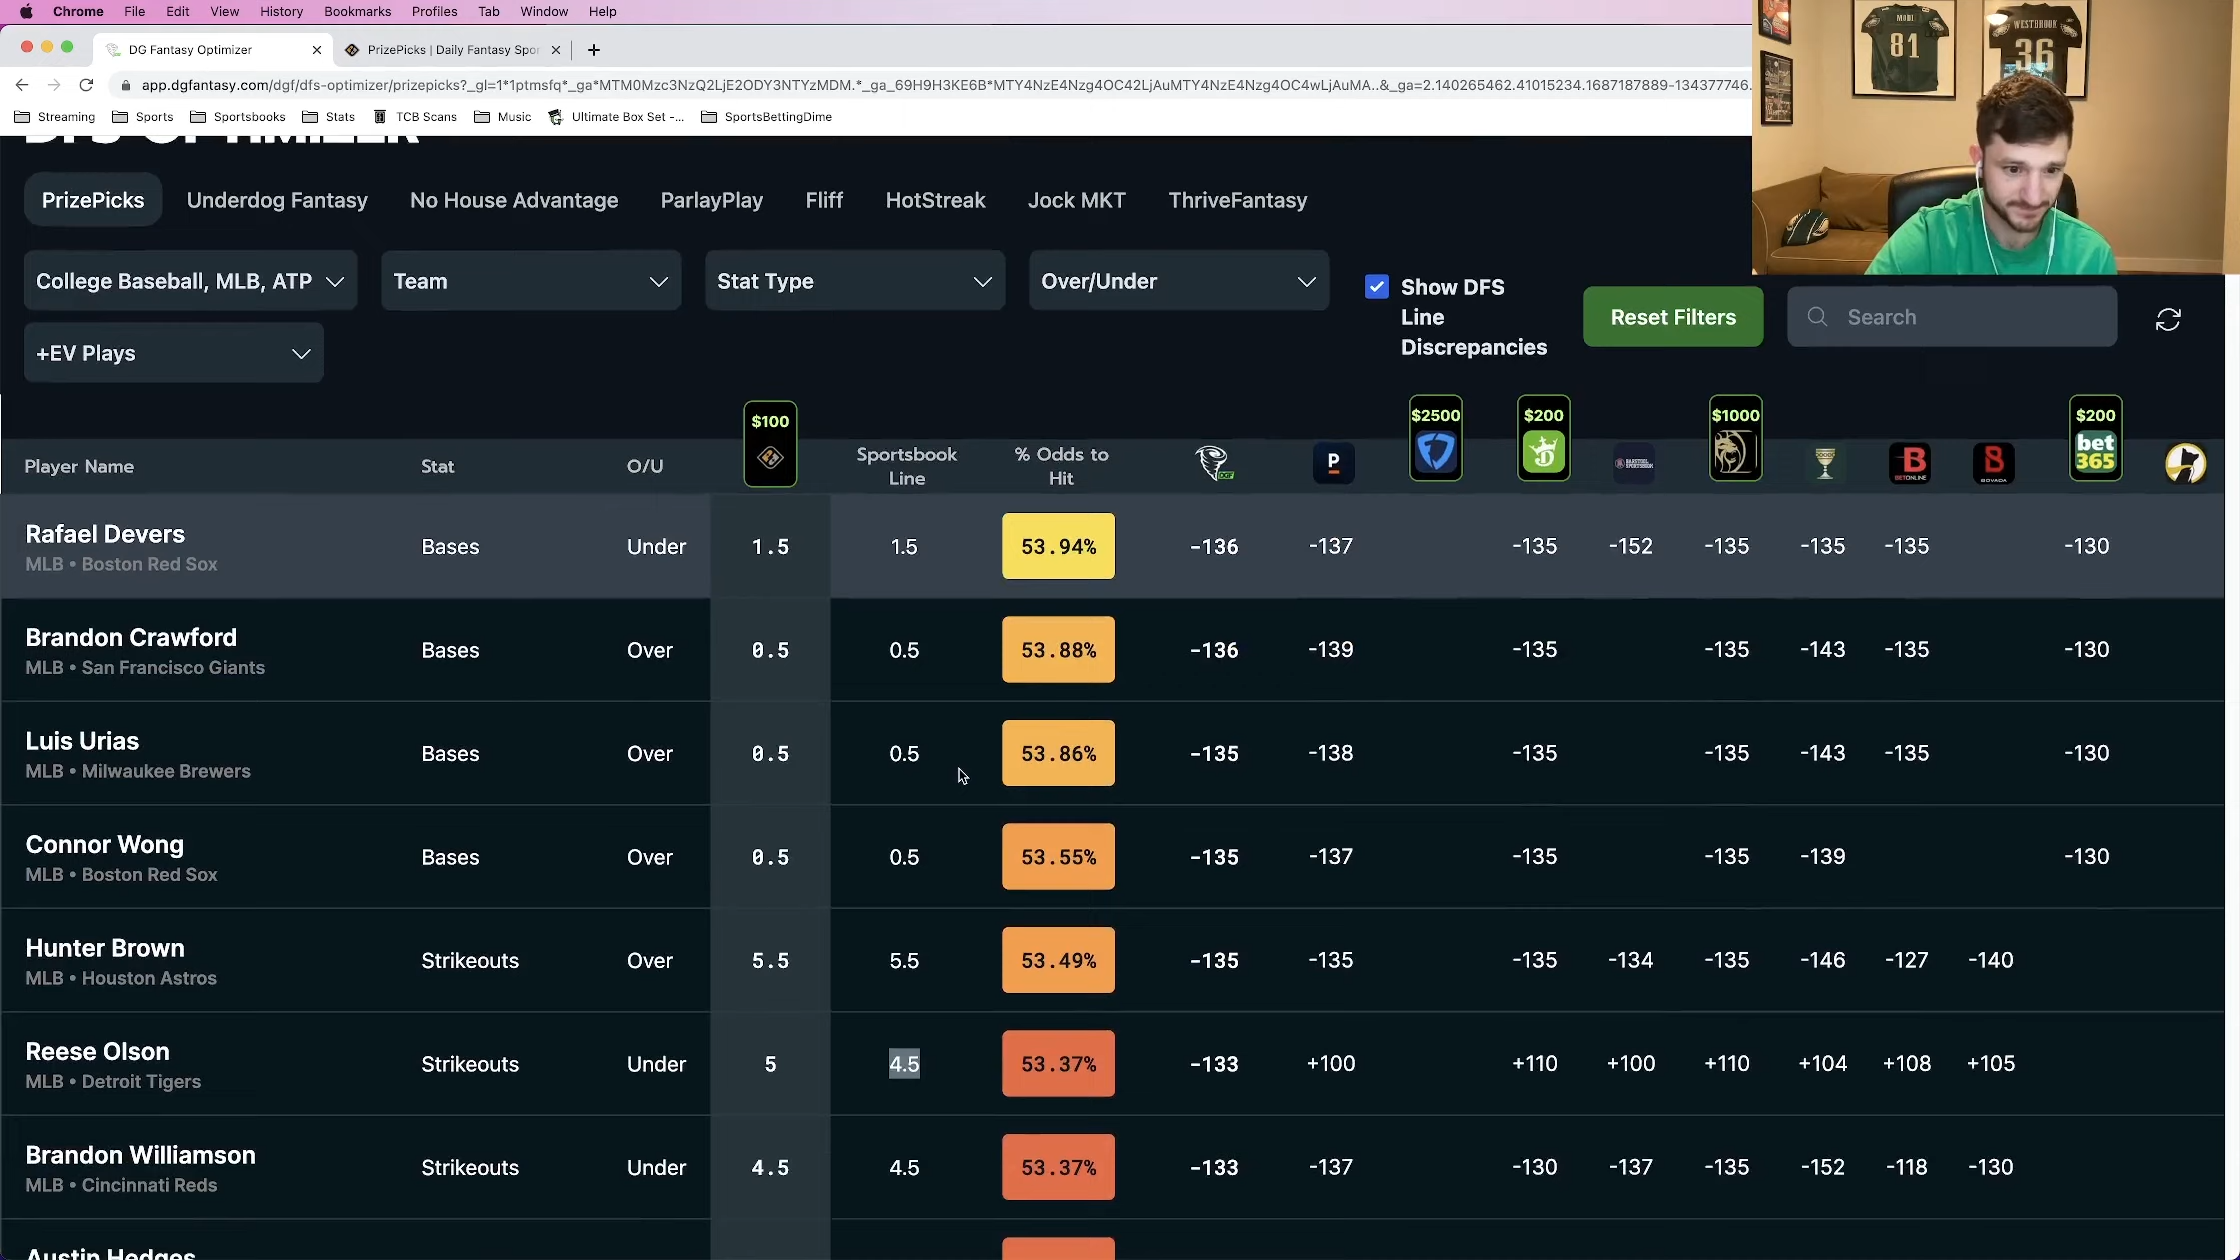 Chrome File Edit View History Bookmarks Profiles Tab Window Help
DG Fantasy Optimizer PrizePicks | Daily Fantasy Spor
app.dgfantasy.com/dgf/dfs-optimizer/prizepicks?_gl=1*1ptmsfq*_ga*MTM0Mzc3NzQ2LjE2ODY3NTYzMDM.*_ga_69H9H3KE6B*MTY4NzE4Nzg4OC42LjAuMTY4NzE4Nzg4OC4wLjAuMA..&_ga=2.140265462.41015234.1687187889-134377746.
Streaming Sports Sportsbooks Stats TCB Scans Music Ultimate Box Set -... SportsBettingDime
DFS OPTIMIZER
PrizePicks Underdog Fantasy No House Advantage ParlayPlay Fliff HotStreak Jock MKT ThriveFantasy
College Baseball, MLB, ATP Team Stat Type Over/Under
Show DFS
Line
Discrepancies
Reset Filters Search
+EV Plays
$100 $2500 $200 $1000 $200
Player Name Stat O/U Sportsbook
Line
% Odds to
Hit
DGF P BARSTOOL SPORTSBOOK B BETONLINE B BOVADA bet
365
Rafael Devers
MLB • Boston Red Sox
Bases Under 1.5 1.5 53.94% -136 -137 -135 -152 -135 -135 -135 -130
Brandon Crawford
MLB • San Francisco Giants
Bases Over 0.5 0.5 53.88% -136 -139 -135 -135 -143 -135 -130
Luis Urias
MLB • Milwaukee Brewers
Bases Over 0.5 0.5 53.86% -135 -138 -135 -135 -143 -135 -130
Connor Wong
MLB • Boston Red Sox
Bases Over 0.5 0.5 53.55% -135 -137 -135 -135 -139 -130
Hunter Brown
MLB • Houston Astros
Strikeouts Over 5.5 5.5 53.49% -135 -135 -135 -134 -135 -146 -127 -140
Reese Olson
MLB • Detroit Tigers
Strikeouts Under 5 4.5 53.37% -133 +100 +110 +100 +110 +104 +108 +105
Brandon Williamson
MLB • Cincinnati Reds
Strikeouts Under 4.5 4.5 53.37% -133 -137 -130 -137 -135 -152 -118 -130
Austin Hedges
81
WESTBROOK
36